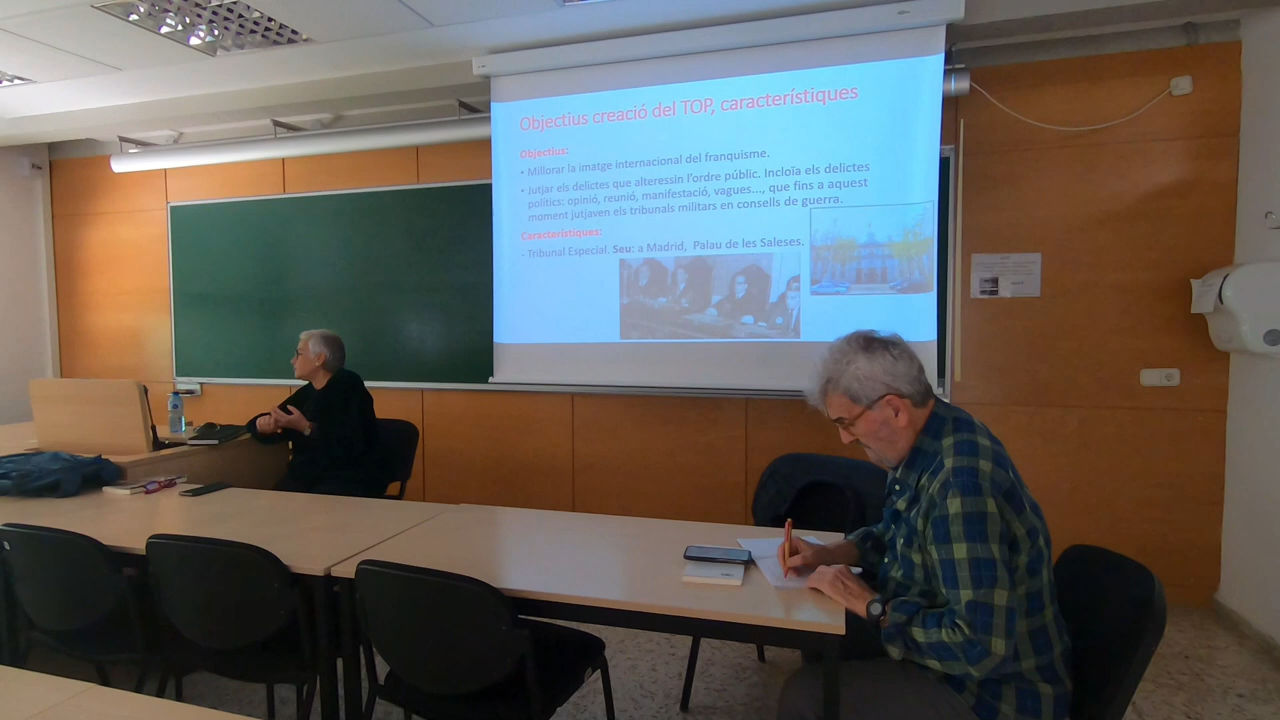 Objectius creació del TOP, característiques
Objectius:
• Millorar la imatge internacional del franquisme.
• Jutjar els delictes que alteressin l'ordre públic. Incloïa els delictes
polítics: opinió, reunió, manifestació, vagues..., que fins a aquest
moment jutjaven els tribunals militars en consells de guerra.
Característiques:
- Tribunal Especial. Seu: a Madrid, Palau de les Saleses.